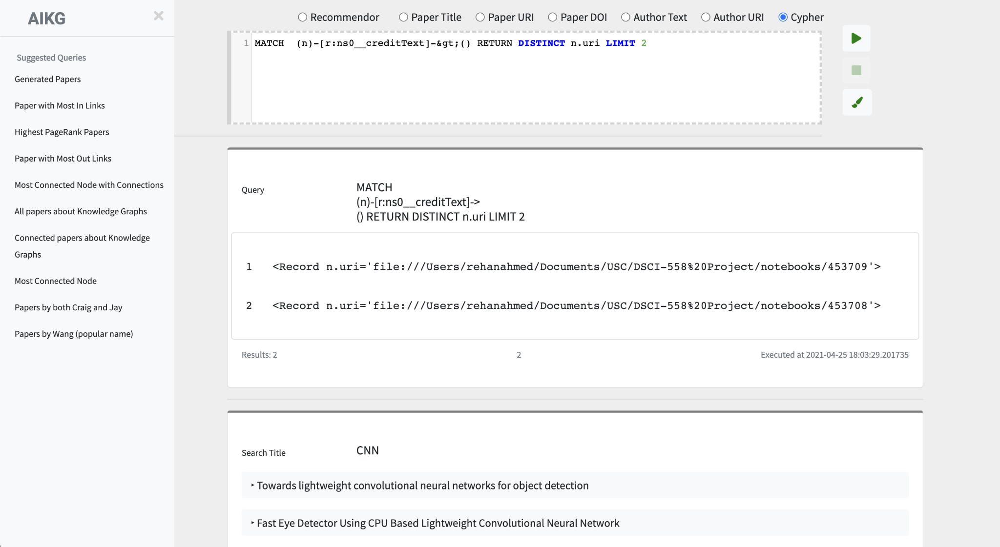 AIKG
Suggested Queries
Generated Papers
Paper with Most In Links
Highest PageRank Papers
Paper with Most Out Links
Most Connected Node with Connections
All papers about Knowledge Graphs
Connected papers about Knowledge
Graphs
Most Connected Node
Papers by both Craig and Jay
Papers by Wang (popular name)
Recommendor Paper Title Paper URI Paper DOI Author Text Author URI Cypher
1 MATCH  (n)-[r:ns0__creditText]-&gt;() RETURN DISTINCT n.uri LIMIT 2
Query
MATCH
(n)-[r:ns0__creditText]->
() RETURN DISTINCT n.uri LIMIT 2
1 <Record n.uri='file:///Users/rehanahmed/Documents/USC/DSCI-558%20Project/notebooks/453709'>
2 <Record n.uri='file:///Users/rehanahmed/Documents/USC/DSCI-558%20Project/notebooks/453708'>
Results: 2 2 Executed at 2021-04-25 18:03:29.201735
Search Title CNN
Towards lightweight convolutional neural networks for object detection
Fast Eye Detector Using CPU Based Lightweight Convolutional Neural Network